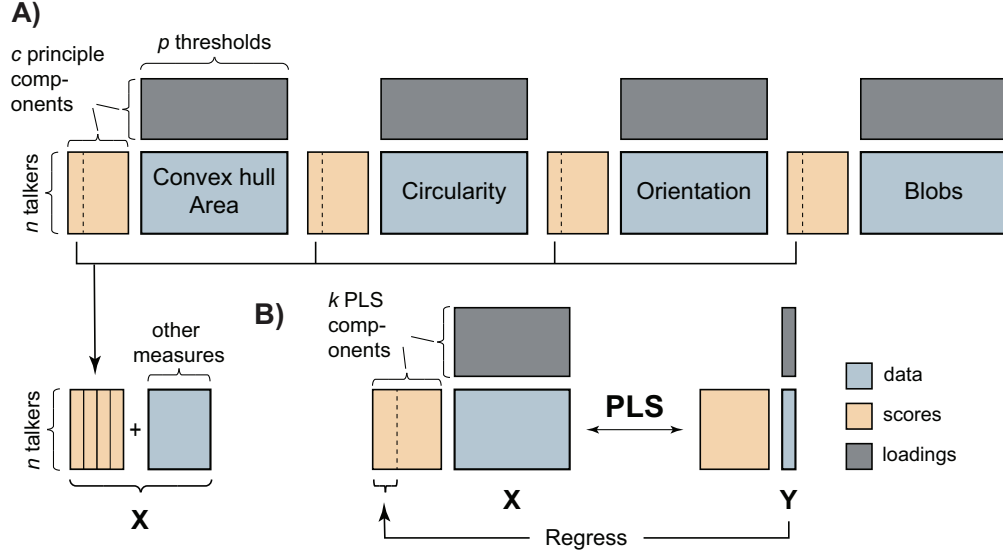 A)
p thresholds
c principle
comp-
onents
n talkers
Convex hull
Area
Circularity
Orientation
Blobs
B)
k PLS
comp-
onents
other
measures
n talkers
+
X
PLS
X
Y
Regress
data
scores
loadings